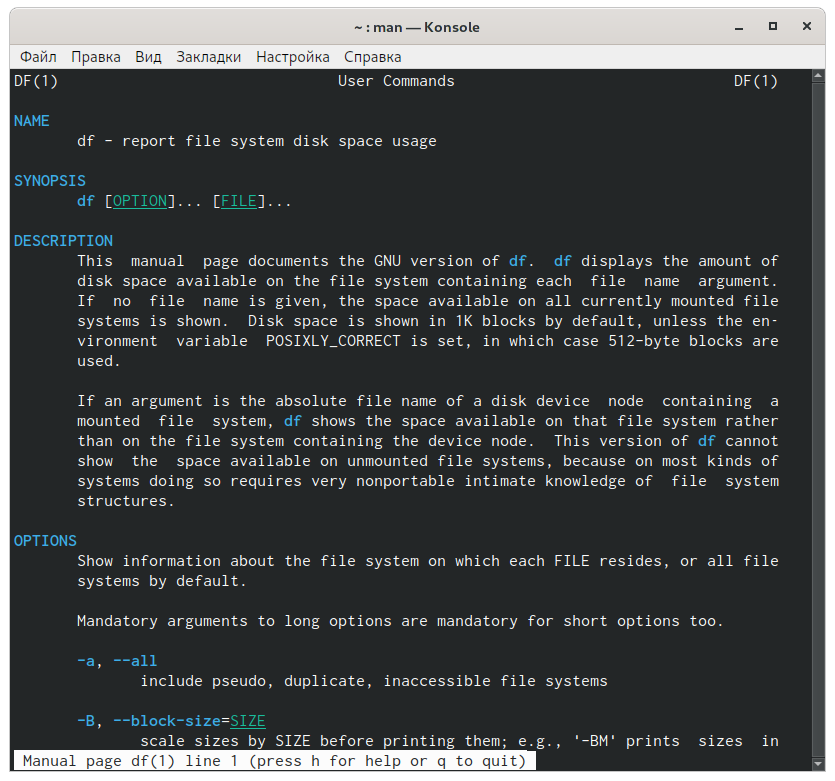 ~ : man — Konsole
Файл Правка Вид Закладки Настройка Справка
DF(1) User Commands DF(1)
NAME
df - report file system disk space usage
SYNOPSIS
df [OPTION]... [FILE]...
DESCRIPTION
This manual page documents the GNU version of df. df displays the amount of
disk space available on the file system containing each file name argument.
If no file name is given, the space available on all currently mounted file
systems is shown. Disk space is shown in 1K blocks by default, unless the en-
vironment variable POSIXLY_CORRECT is set, in which case 512-byte blocks are
used.
If an argument is the absolute file name of a disk device node containing a
mounted file system, df shows the space available on that file system rather
than on the file system containing the device node. This version of df cannot
show the space available on unmounted file systems, because on most kinds of
systems doing so requires very nonportable intimate knowledge of file system
structures.
OPTIONS
Show information about the file system on which each FILE resides, or all file
systems by default.
Mandatory arguments to long options are mandatory for short options too.
-a, --all
include pseudo, duplicate, inaccessible file systems
-B, --block-size=SIZE
scale sizes by SIZE before printing them; e.g., '-BM' prints sizes in
Manual page df(1) line 1 (press h for help or q to quit)